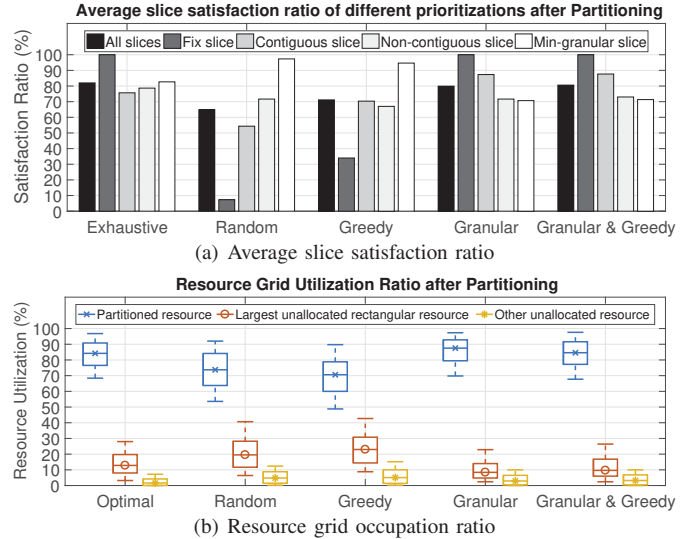 Average slice satisfaction ratio of different prioritizations after Partitioning
All slices Fix slice Contiguous slice Non-contiguous slice Min-granular slice
Satisfaction Ratio (%)
100
90
80
70
60
50
40
30
20
10
0
Exhaustive Random Greedy Granular Granular & Greedy
(a) Average slice satisfaction ratio
Resource Grid Utilization Ratio after Partitioning
Partitioned resource Largest unallocated rectangular resource Other unallocated resource
Resource Utilization (%)
100
90
80
70
60
50
40
30
20
10
0
Optimal Random Greedy Granular Granular & Greedy
(b) Resource grid occupation ratio